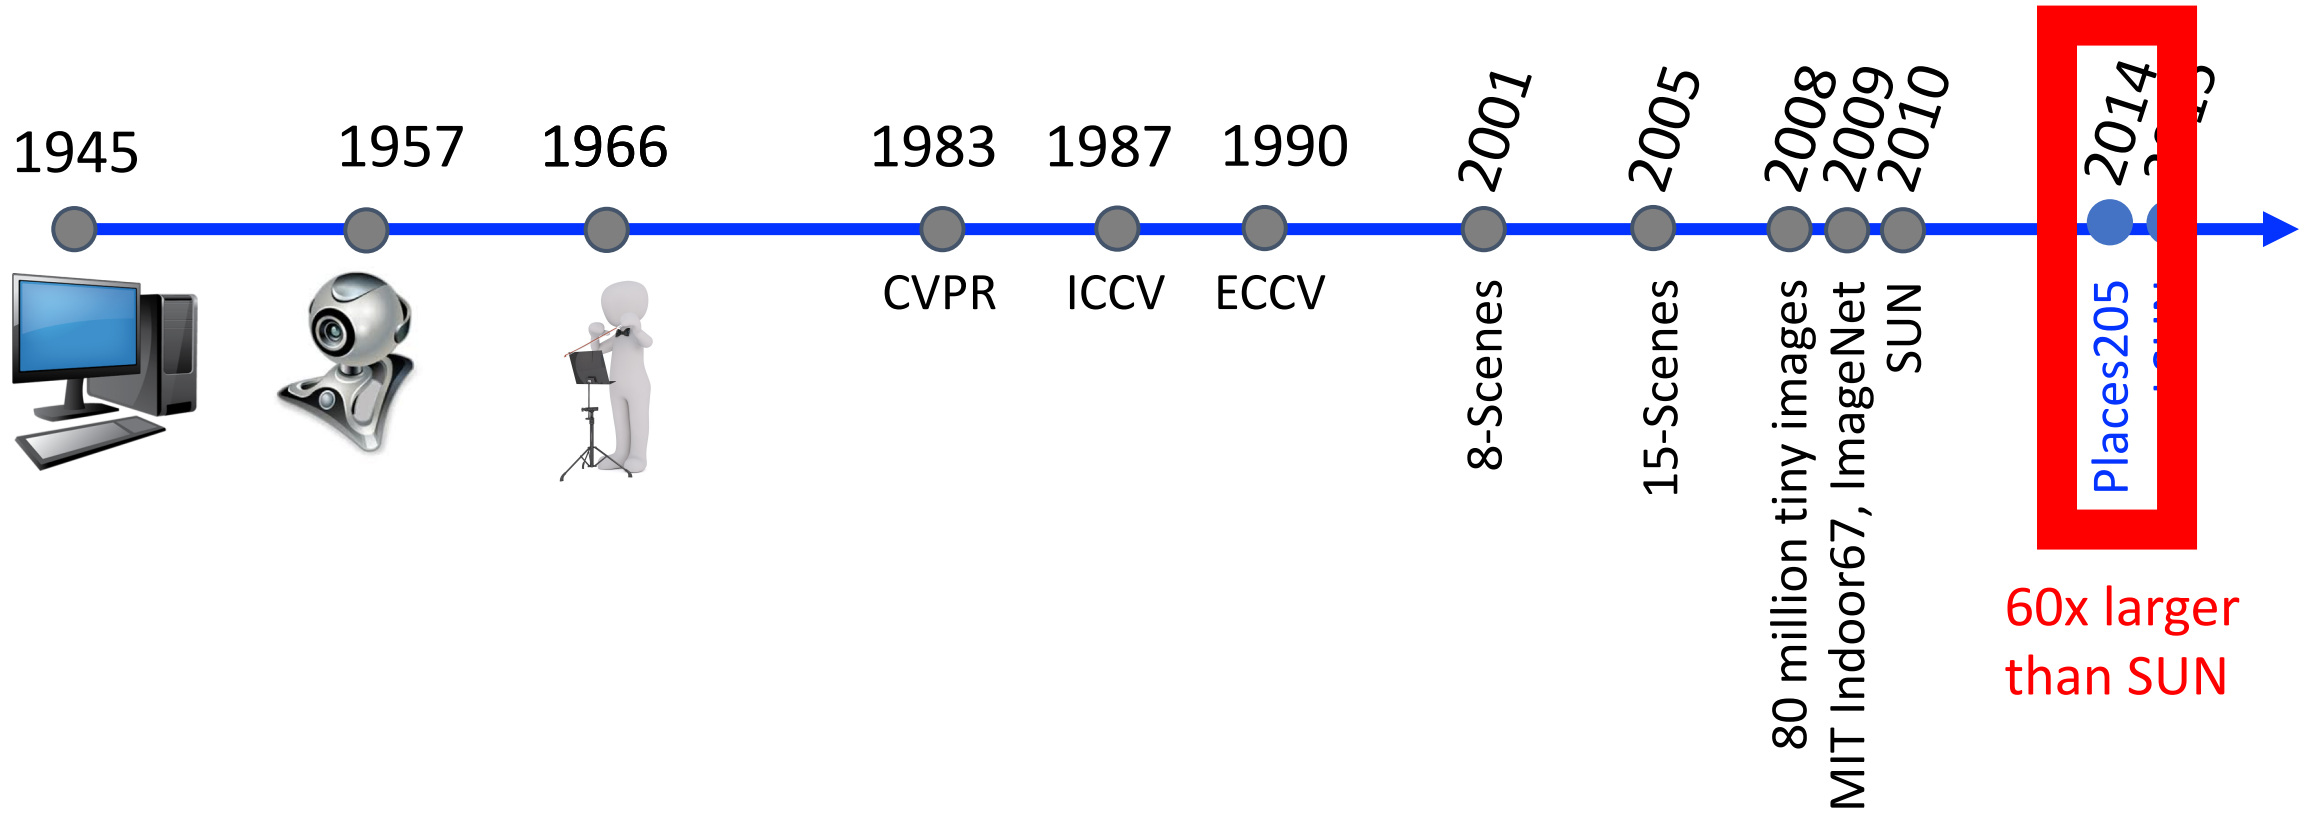 1945
1957
1966
1983
1987
1990
2001
2005
2008
2009
2010
2014
CVPR
ICCV
ECCV
8-Scenes
15-Scenes
80 million tiny images
MIT Indoor67, ImageNet
SUN
Places205
60x larger
than SUN